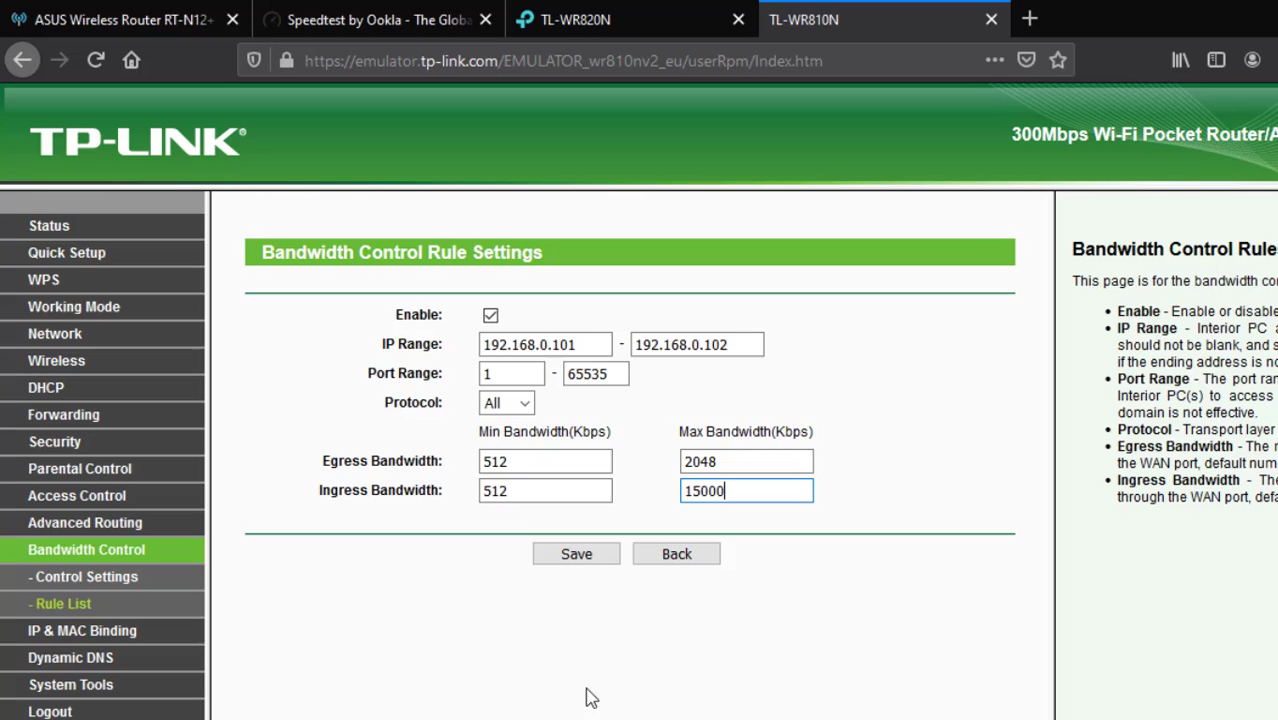 ASUS Wireless Router RT-N12+
Speedtest by Ookla - The Globa
TL-WR820N
TL-WR810N
https://emulator.tp-link.com/EMULATOR_wr810nv2_eu/userRpm/Index.htm
TP-LINK®
300Mbps Wi-Fi Pocket Router/A
Status
Quick Setup
WPS
Working Mode
Network
Wireless
DHCP
Forwarding
Security
Parental Control
Access Control
Advanced Routing
Bandwidth Control
- Control Settings
- Rule List
IP & MAC Binding
Dynamic DNS
System Tools
Logout
Bandwidth Control Rule Settings
Enable:
IP Range: 192.168.0.101 - 192.168.0.102
Port Range: 1 - 65535
Protocol: All
Min Bandwidth(Kbps) Max Bandwidth(Kbps)
Egress Bandwidth: 512 2048
Ingress Bandwidth: 512 15000
Save Back
Bandwidth Control Rule
This page is for the bandwidth co
• Enable - Enable or disable
• IP Range - Interior PC a
should not be blank, and s
if the ending address is no
• Port Range - The port ran
Interior PC(s) to access
domain is not effective.
• Protocol - Transport layer
• Egress Bandwidth - The m
the WAN port, default num
• Ingress Bandwidth - The
through the WAN port, defa